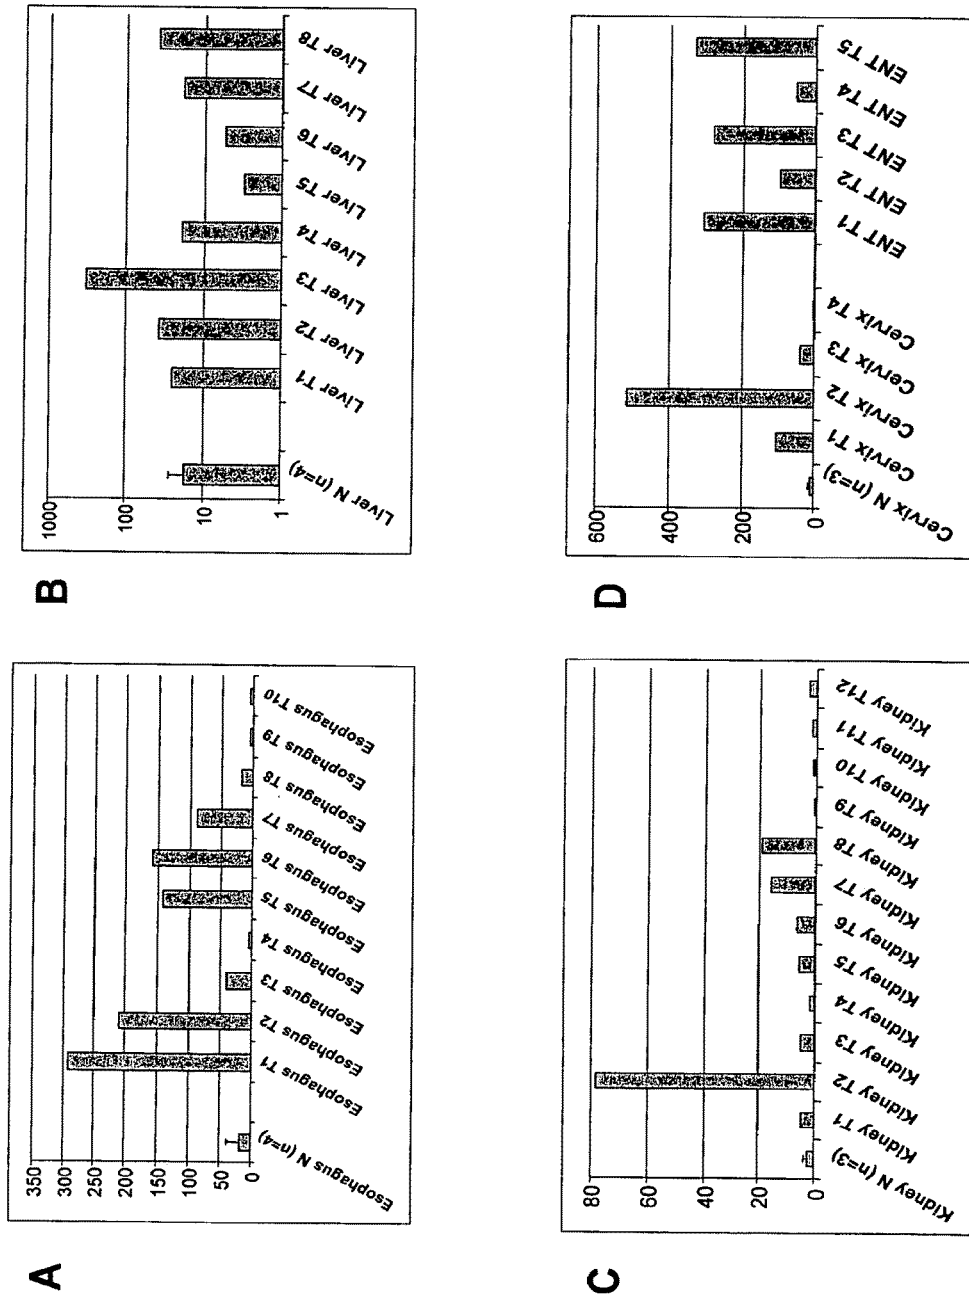 A
350
300
250
200
150
100
50
0
Esophagus N (n=4)
Esophagus T1
Esophagus T2
Esophagus T3
Esophagus T4
Esophagus T5
Esophagus T6
Esophagus T7
Esophagus T8
Esophagus T9
Esophagus T10
B
1000
100
10
1
Liver N (n=4)
Liver T1
Liver T2
Liver T3
Liver T4
Liver T5
Liver T6
Liver T7
Liver T8
C
80
60
40
20
0
Kidney N (n=3)
Kidney T1
Kidney T2
Kidney T3
Kidney T4
Kidney T5
Kidney T6
Kidney T7
Kidney T8
Kidney T9
Kidney T10
Kidney T11
Kidney T12
D
600
400
200
0
Cervix N (n=3)
Cervix T1
Cervix T2
Cervix T3
Cervix T4
ENT T1
ENT T2
ENT T3
ENT T4
ENT T5